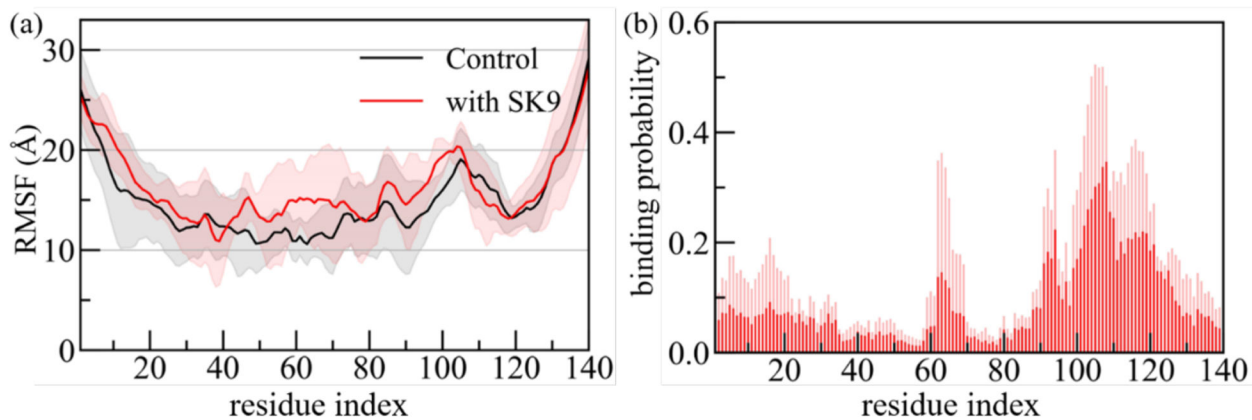 (a)
RMSF (Å)
30
20
10
0
Control
with SK9
20 40 60 80 100 120 140
residue index
(b)
binding probability
0.6
0.4
0.2
0.0
20 40 60 80 100 120 140
residue index